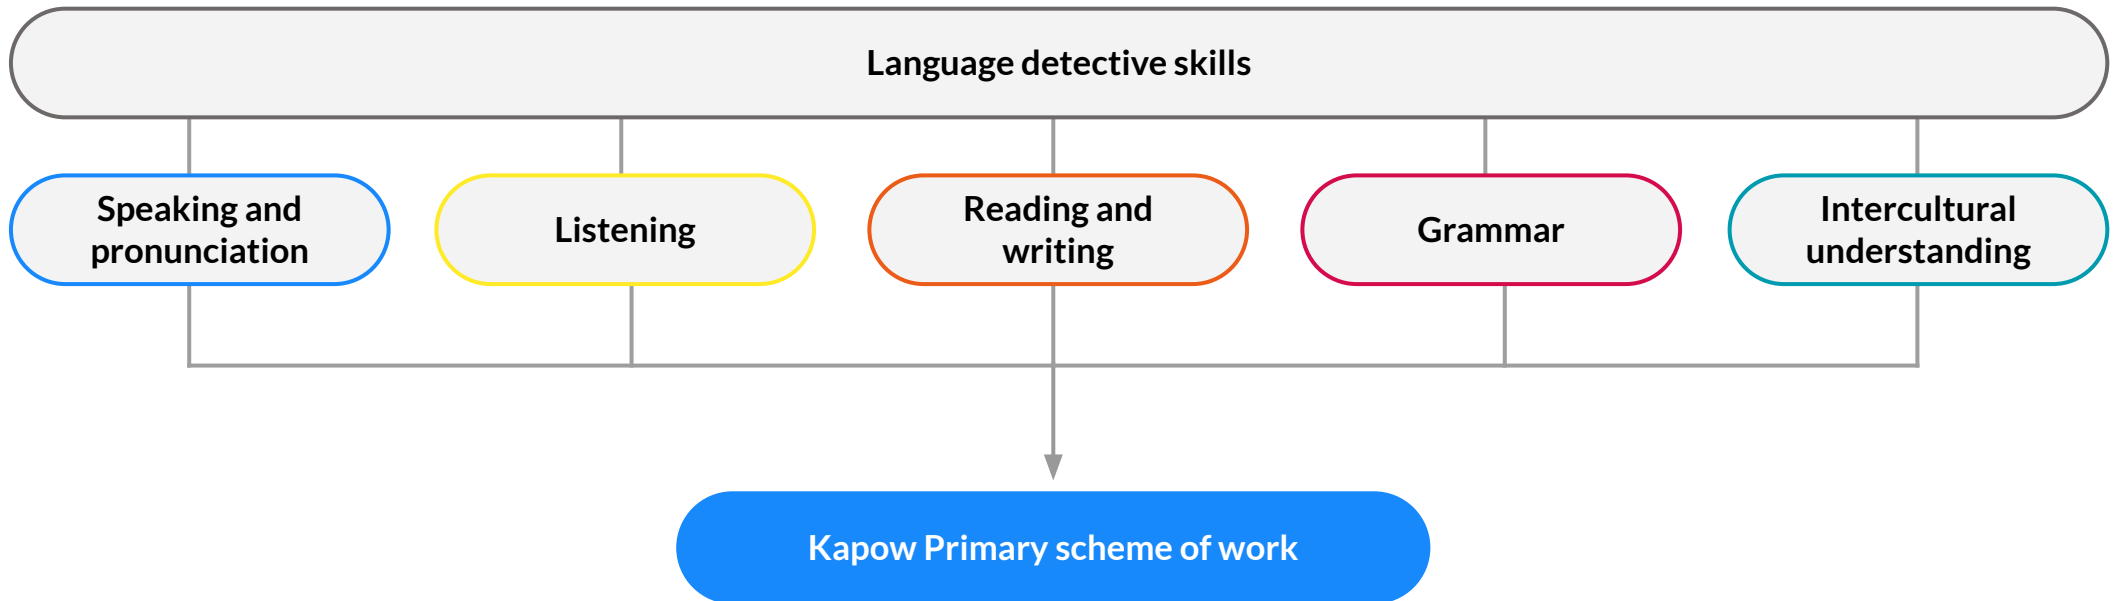 Language detective skills
Speaking and
pronunciation
Listening
Reading and
writing
Grammar
Intercultural
understanding
Kapow Primary scheme of work